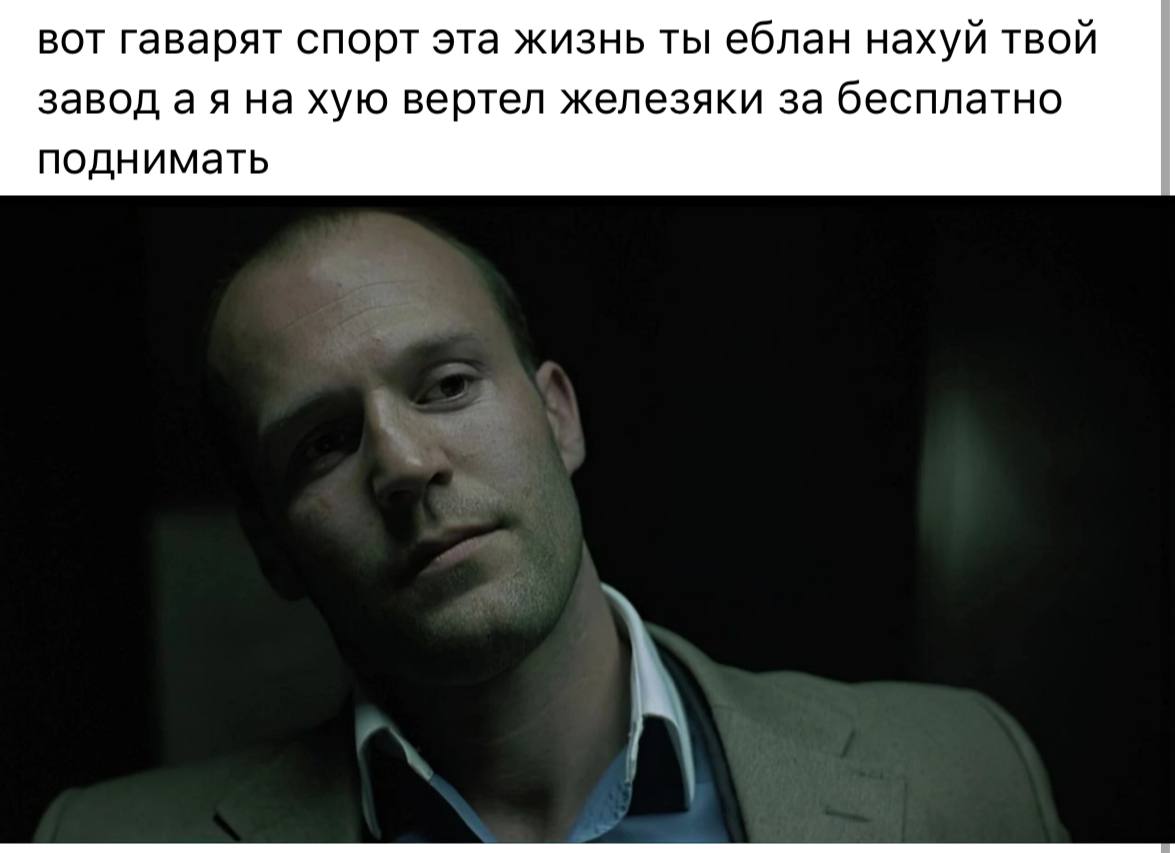 вот гаварят спорт эта жизнь ты еблан нахуй твой
завод а я на хую вертел железяки за бесплатно
поднимать